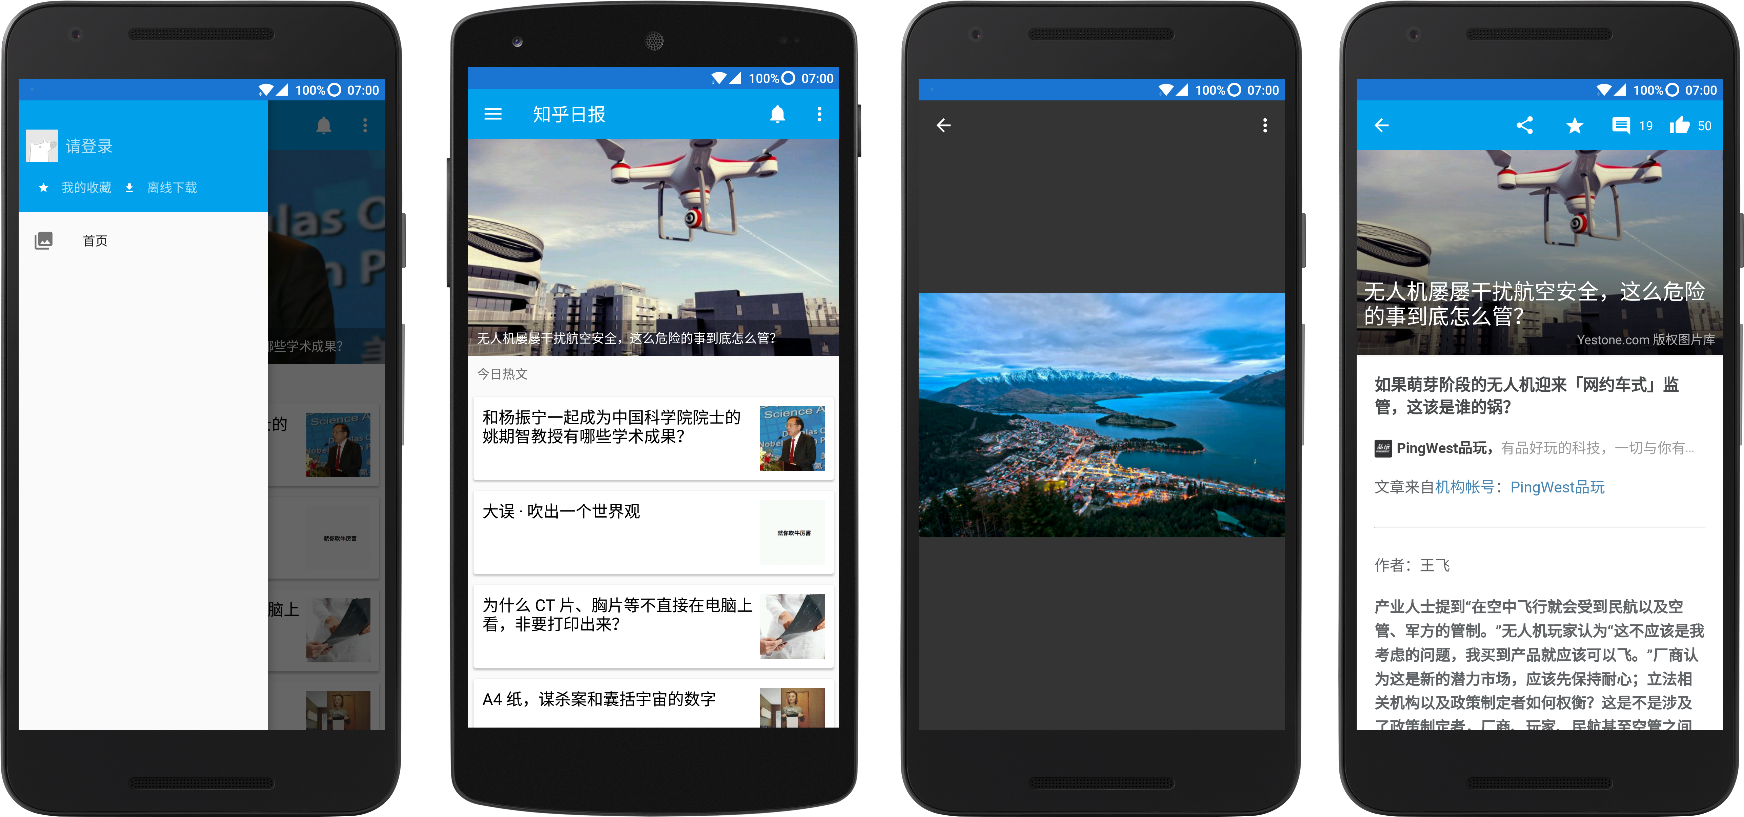 100% 07:00
请登录
我的收藏 离线下载
首页
las C
n P
哪些学术成果?
士的
就你吹牛厉害
脑上
100% 07:00
知乎日报
无人机屡屡干扰航空安全，这么危险的事到底怎么管?
今日热文
和杨振宁一起成为中国科学院院士的
姚期智教授有哪些学术成果?
Science A
Douglas C
Nobel
n P
大误 · 吹出一个世界观
就你吹牛厉害
为什么 CT 片、胸片等不直接在电脑上
看，非要打印出来?
A4 纸，谋杀案和囊括宇宙的数字
100% 07:00
100% 07:00
19 50
无人机屡屡干扰航空安全，这么危险
的事到底怎么管?
Yestone.com 版权图片库
如果萌芽阶段的无人机迎来「网约车式」监
管，这该是谁的锅?
PingWest品玩，有品好玩的科技，一切与你有...
文章来自机构帐号：PingWest品玩
作者：王飞
产业人士提到“在空中飞行就会受到民航以及空
管、军方的管制。”无人机玩家认为“这不应该是我
考虑的问题，我买到产品就应该可以飞。”厂商认
为这是新的潜力市场，应该先保持耐心；立法相
关机构以及政策制定者如何权衡？这是不是涉及
了政策制定者、厂商、玩家、民航甚至空管之间